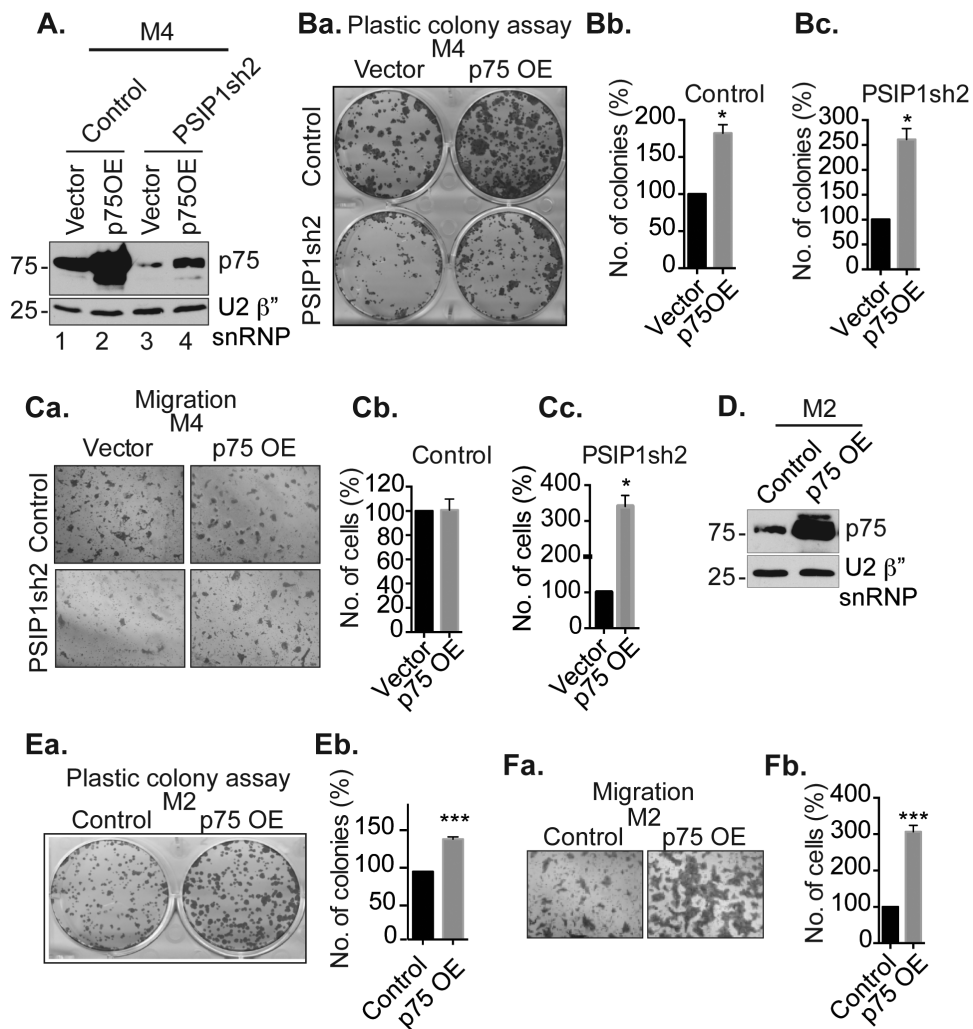 A.
M4
Control
PSIP1sh2
Vector
p75OE
Vector
p75OE
75 -
p75
25 -
U2 β"
snRNP
1 2 3 4
Ba.
Plastic colony assay
M4
Vector p75 OE
Control
PSIP1sh2
Bb.
Control
No. of colonies (%)
200
150
100
50
0
*
Vector
p75OE
Bc.
PSIP1sh2
No. of colonies (%)
300
250
200
150
100
50
0
*
Vector
p75OE
Ca.
Migration
M4
Vector p75 OE
Control
PSIP1sh2
Cb.
Control
No. of cells (%)
120
100
80
60
40
20
0
Vector
p75 OE
Cc.
PSIP1sh2
No. of cells (%)
400
300
200
100
0
*
Vector
p75 OE
D.
M2
Control
p75 OE
75 -
p75
25 -
U2 β"
snRNP
Ea.
Plastic colony assay
M2
Control p75 OE
Eb.
No. of colonies (%)
150
100
50
0
***
Control
p75 OE
Fa.
Migration
M2
Control p75 OE
Fb.
No. of cells (%)
400
300
200
100
0
***
Control
p75 OE